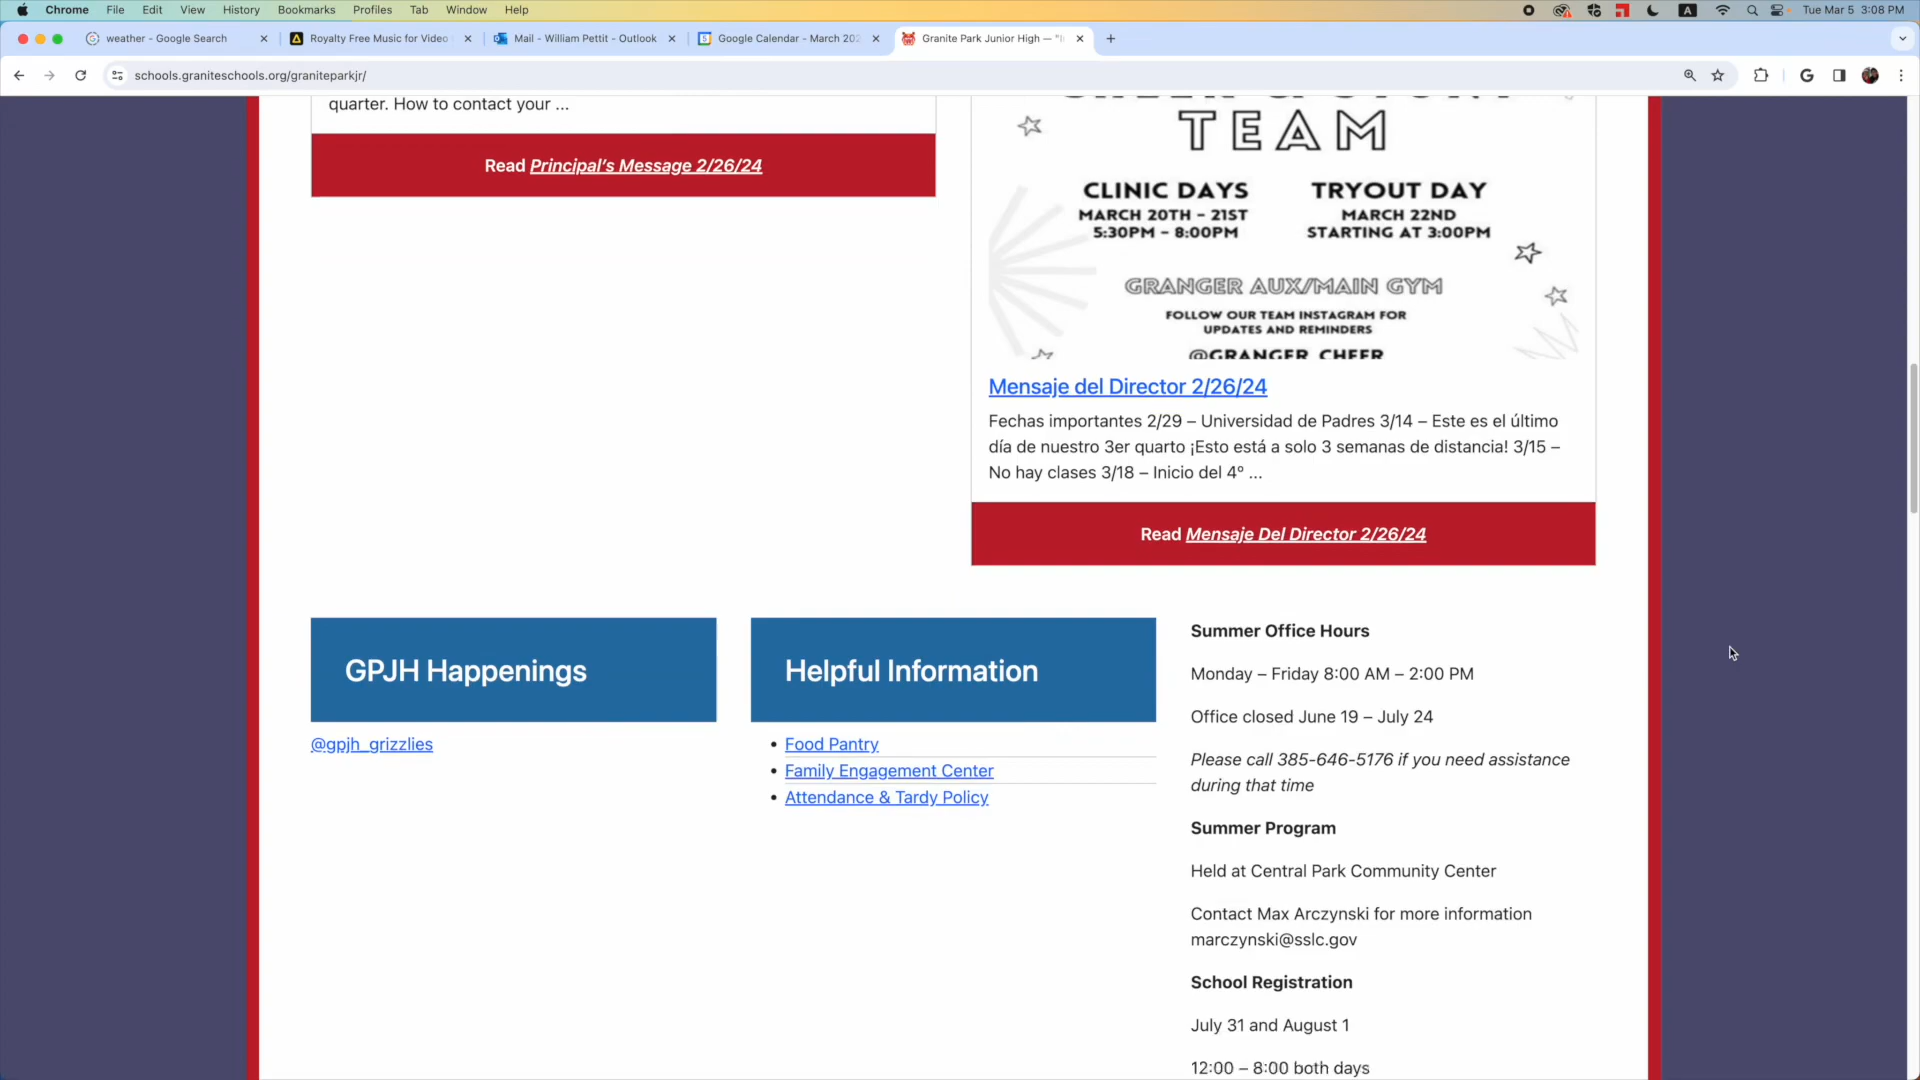 Chrome File Edit View History Bookmarks Profiles Tab Window Help
A
Tue Mar 5 3:08 PM
weather - Google Search
Royalty Free Music for Video
Mail - William Pettit - Outlook
Google Calendar - March 202
Granite Park Junior High — "I
schools.graniteschools.org/graniteparkjr/
quarter. How to contact your ...
Read Principal's Message 2/26/24
TEAM
CLINIC DAYS
MARCH 20TH - 21ST
5:30PM - 8:00PM
TRYOUT DAY
MARCH 22ND
STARTING AT 3:00PM
GRANGER AUX/MAIN GYM
FOLLOW OUR TEAM INSTAGRAM FOR
UPDATES AND REMINDERS
@GRANGER_CHEER
Mensaje del Director 2/26/24
Fechas importantes 2/29 – Universidad de Padres 3/14 – Este es el último
día de nuestro 3er quarto ¡Esto está a solo 3 semanas de distancia! 3/15 –
No hay clases 3/18 – Inicio del 4° ...
Read Mensaje Del Director 2/26/24
GPJH Happenings
@gpjh_grizzlies
Helpful Information
• Food Pantry
• Family Engagement Center
• Attendance & Tardy Policy
Summer Office Hours
Monday – Friday 8:00 AM – 2:00 PM
Office closed June 19 – July 24
Please call 385-646-5176 if you need assistance
during that time
Summer Program
Held at Central Park Community Center
Contact Max Arczynski for more information
marczynski@sslc.gov
School Registration
July 31 and August 1
12:00 – 8:00 both days